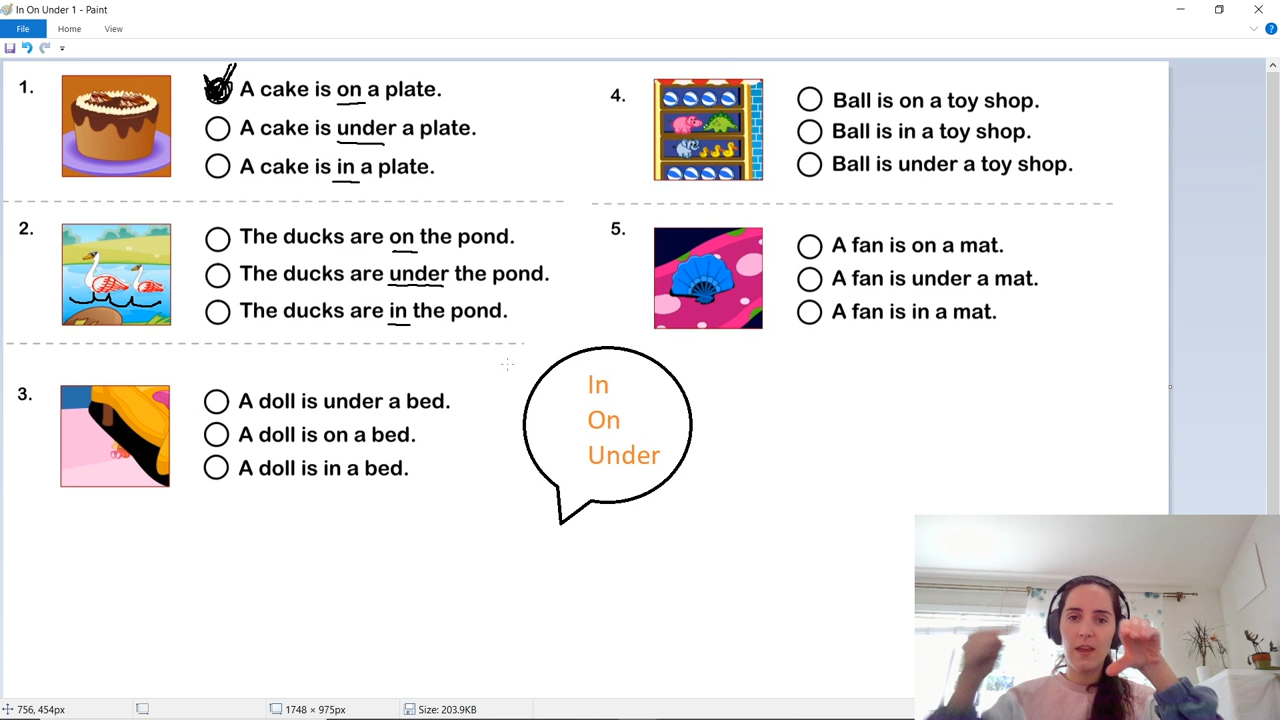 In On Under 1 - Paint
File Home View
1.
A cake is on a plate.
A cake is under a plate.
A cake is in a plate.
2.
The ducks are on the pond.
The ducks are under the pond.
The ducks are in the pond.
3.
A doll is under a bed.
A doll is on a bed.
A doll is in a bed.
4.
Ball is on a toy shop.
Ball is in a toy shop.
Ball is under a toy shop.
5.
A fan is on a mat.
A fan is under a mat.
A fan is in a mat.
In
On
Under
756, 454px 1748 × 975px Size: 203.9KB